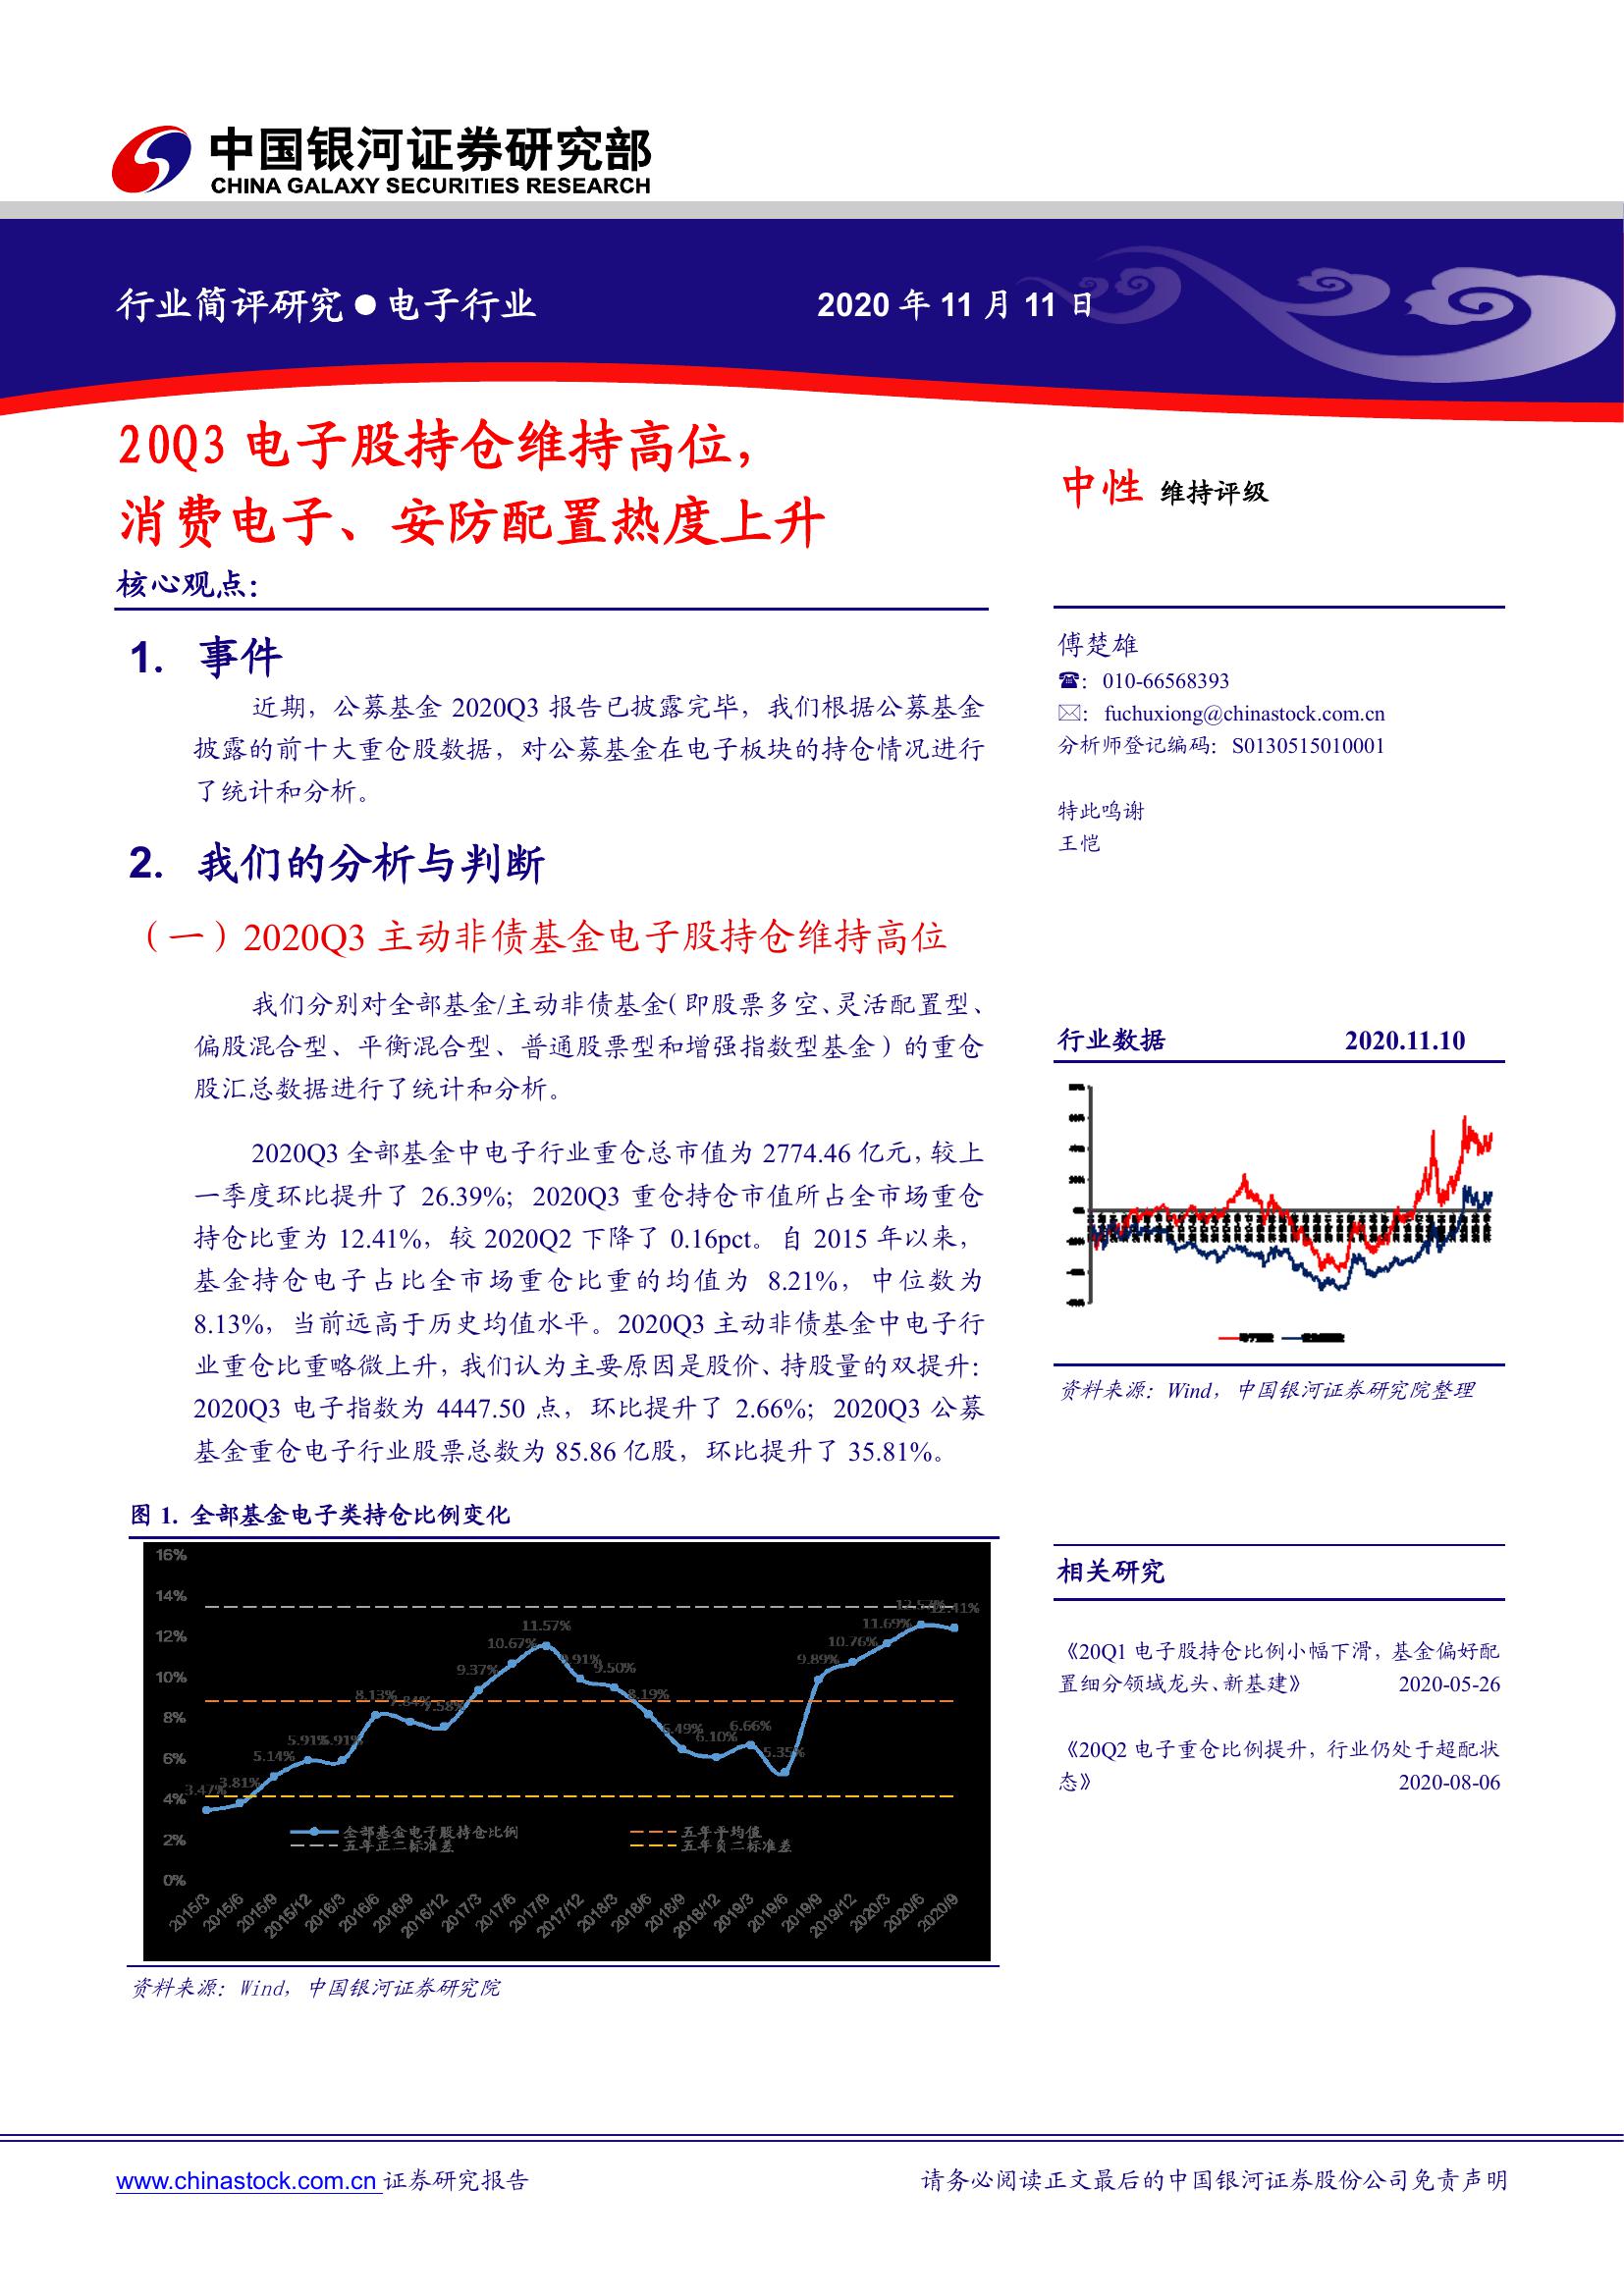 中国银河证券研究部
CHINA GALAXY SECURITIES RESEARCH
行业简评研究●电子行业
2020 年 11 月 11 日
20Q3 电子股持仓维持高位，
消费电子、安防配置热度上升
核心观点：
1. 事件
近期，公募基金 2020Q3 报告已披露完毕，我们根据公募基金
披露的前十大重仓股数据，对公募基金在电子板块的持仓情况进行
了统计和分析。
2. 我们的分析与判断
（一）2020Q3 主动非债基金电子股持仓维持高位
我们分别对全部基金/主动非债基金（即股票多空、灵活配置型、
偏股混合型、平衡混合型、普通股票型和增强指数型基金）的重仓
股汇总数据进行了统计和分析。
2020Q3 全部基金中电子行业重仓总市值为 2774.46 亿元，较上
一季度环比提升了 26.39%；2020Q3 重仓持仓市值所占全市场重仓
持仓比重为 12.41%，较 2020Q2 下降了 0.16pct。自 2015 年以来，
基金持仓电子占比全市场重仓比重的均值为 8.21%，中位数为
8.13%，当前远高于历史均值水平。2020Q3 主动非债基金中电子行
业重仓比重略微上升，我们认为主要原因是股价、持股量的双提升：
2020Q3 电子指数为 4447.50 点，环比提升了 2.66%；2020Q3 公募
基金重仓电子行业股票总数为 85.86 亿股，环比提升了 35.81%。
图 1. 全部基金电子类持仓比例变化
16%
14%
12%
10%
8%
6%
4%
2%
0%
3.47%
3.81%
5.14%
5.91%
5.91%
8.13%
7.84%
7.58%
9.37%
10.67%
11.57%
9.91%
9.50%
8.19%
6.49%
6.10%
6.66%
5.35%
9.89%
10.76%
11.69%
12.57%
12.41%
全部基金电子股持仓比例
五年平均值
五年正二标准差
五年负二标准差
2015/3
2015/6
2015/9
2015/12
2016/3
2016/6
2016/9
2016/12
2017/3
2017/6
2017/9
2017/12
2018/3
2018/6
2018/9
2018/12
2019/3
2019/6
2019/9
2019/12
2020/3
2020/6
2020/9
资料来源：Wind，中国银河证券研究院
中性 维持评级
傅楚雄
☎：010-66568393
✉：fuchuxiong@chinastock.com.cn
分析师登记编码：S0130515010001
特此鸣谢
王恺
行业数据 2020.11.10
资料来源：Wind，中国银河证券研究院整理
相关研究
《20Q1 电子股持仓比例小幅下滑，基金偏好配
置细分领域龙头、新基建》 2020-05-26
《20Q2 电子重仓比例提升，行业仍处于超配状
态》 2020-08-06
www.chinastock.com.cn 证券研究报告
请务必阅读正文最后的中国银河证券股份公司免责声明